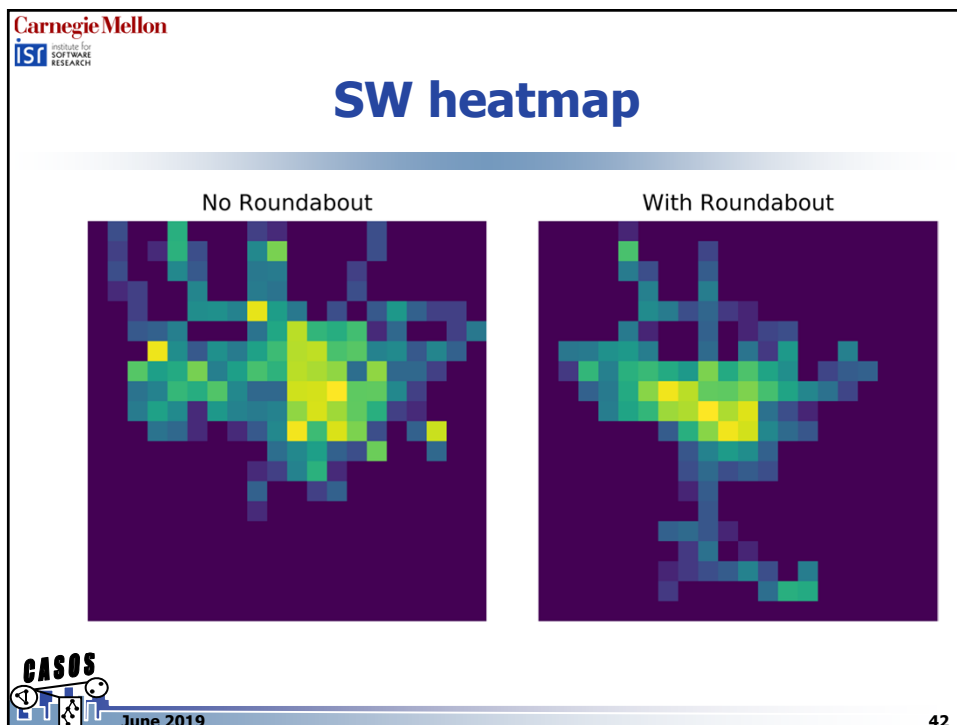 Carnegie Mellon
isr institute for
SOFTWARE
RESEARCH
SW heatmap
No Roundabout
With Roundabout
CASOS
June 2019
42